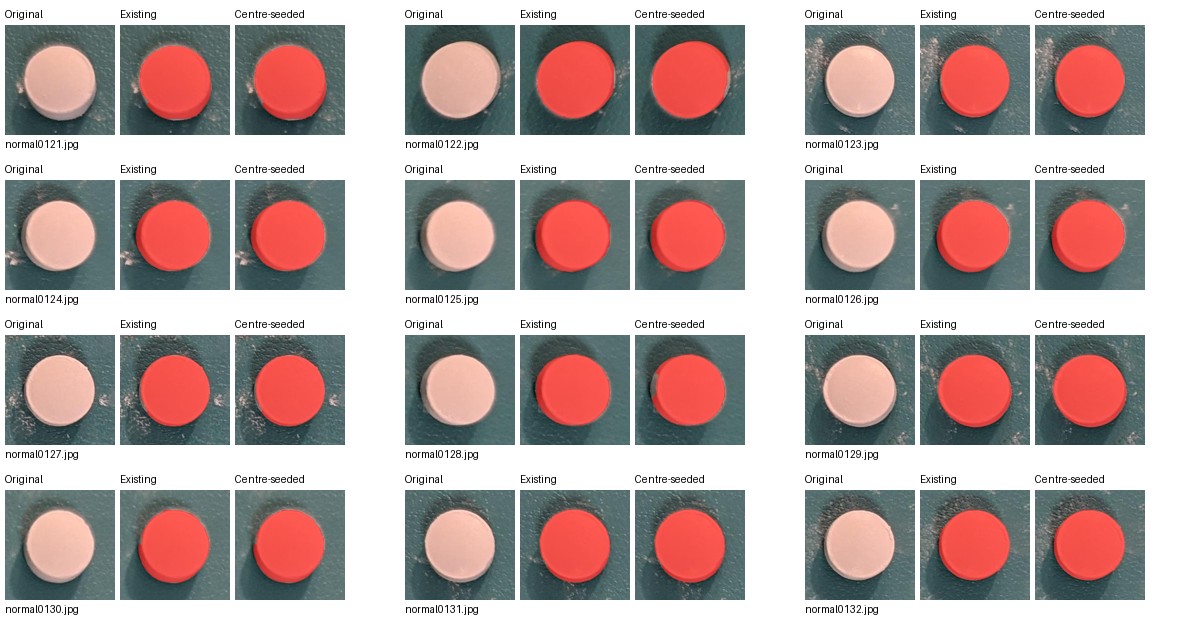 Original Existing Centre-seeded Original Existing Centre-seeded Original Existing Centre-seeded
normal0121.jpg normal0122.jpg normal0123.jpg
Original Existing Centre-seeded Original Existing Centre-seeded Original Existing Centre-seeded
normal0124.jpg normal0125.jpg normal0126.jpg
Original Existing Centre-seeded Original Existing Centre-seeded Original Existing Centre-seeded
normal0127.jpg normal0128.jpg normal0129.jpg
Original Existing Centre-seeded Original Existing Centre-seeded Original Existing Centre-seeded
normal0130.jpg normal0131.jpg normal0132.jpg